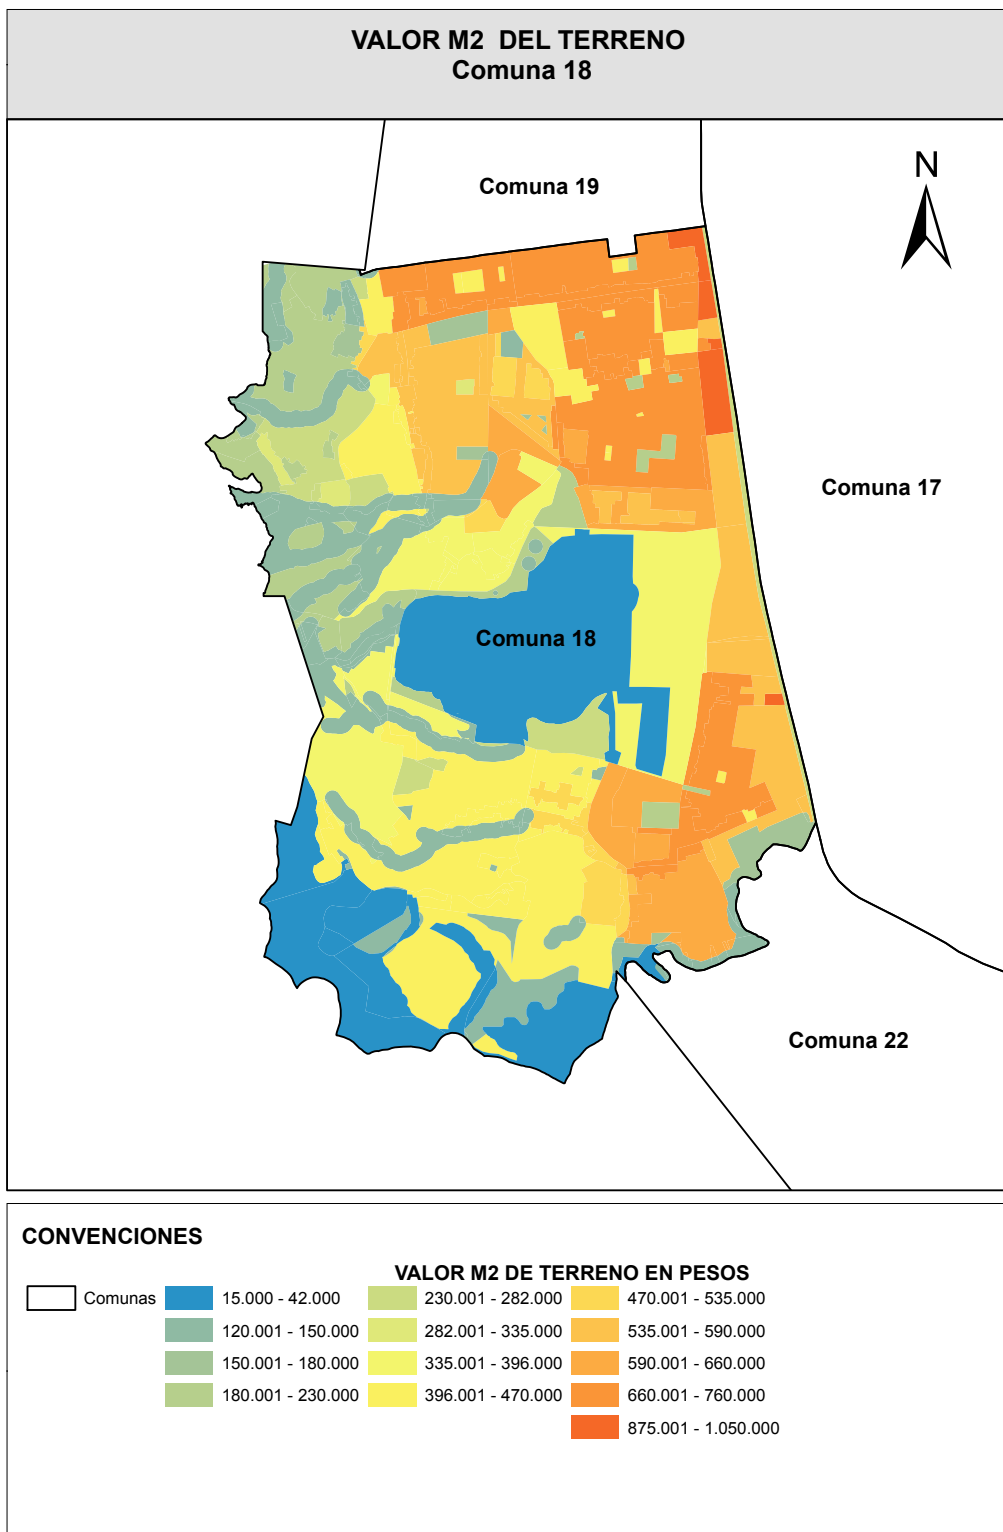 VALOR M2 DEL TERRENO
Comuna 18
N
Comuna 19
Comuna 17
Comuna 18
Comuna 22
CONVENCIONES
VALOR M2 DE TERRENO EN PESOS
Comunas
15.000 - 42.000
120.001 - 150.000
150.001 - 180.000
180.001 - 230.000
230.001 - 282.000
282.001 - 335.000
335.001 - 396.000
396.001 - 470.000
470.001 - 535.000
535.001 - 590.000
590.001 - 660.000
660.001 - 760.000
875.001 - 1.050.000